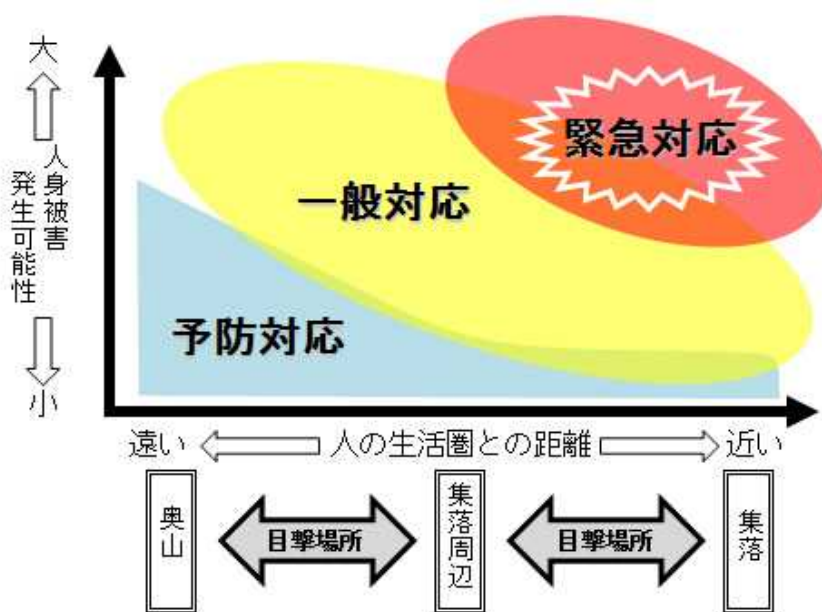 大
人身被害
発生可能性
小
緊急対応
一般対応
予防対応
遠い
人の生活圏との距離
近い
奥山
目撃場所
集落周辺
目撃場所
集落